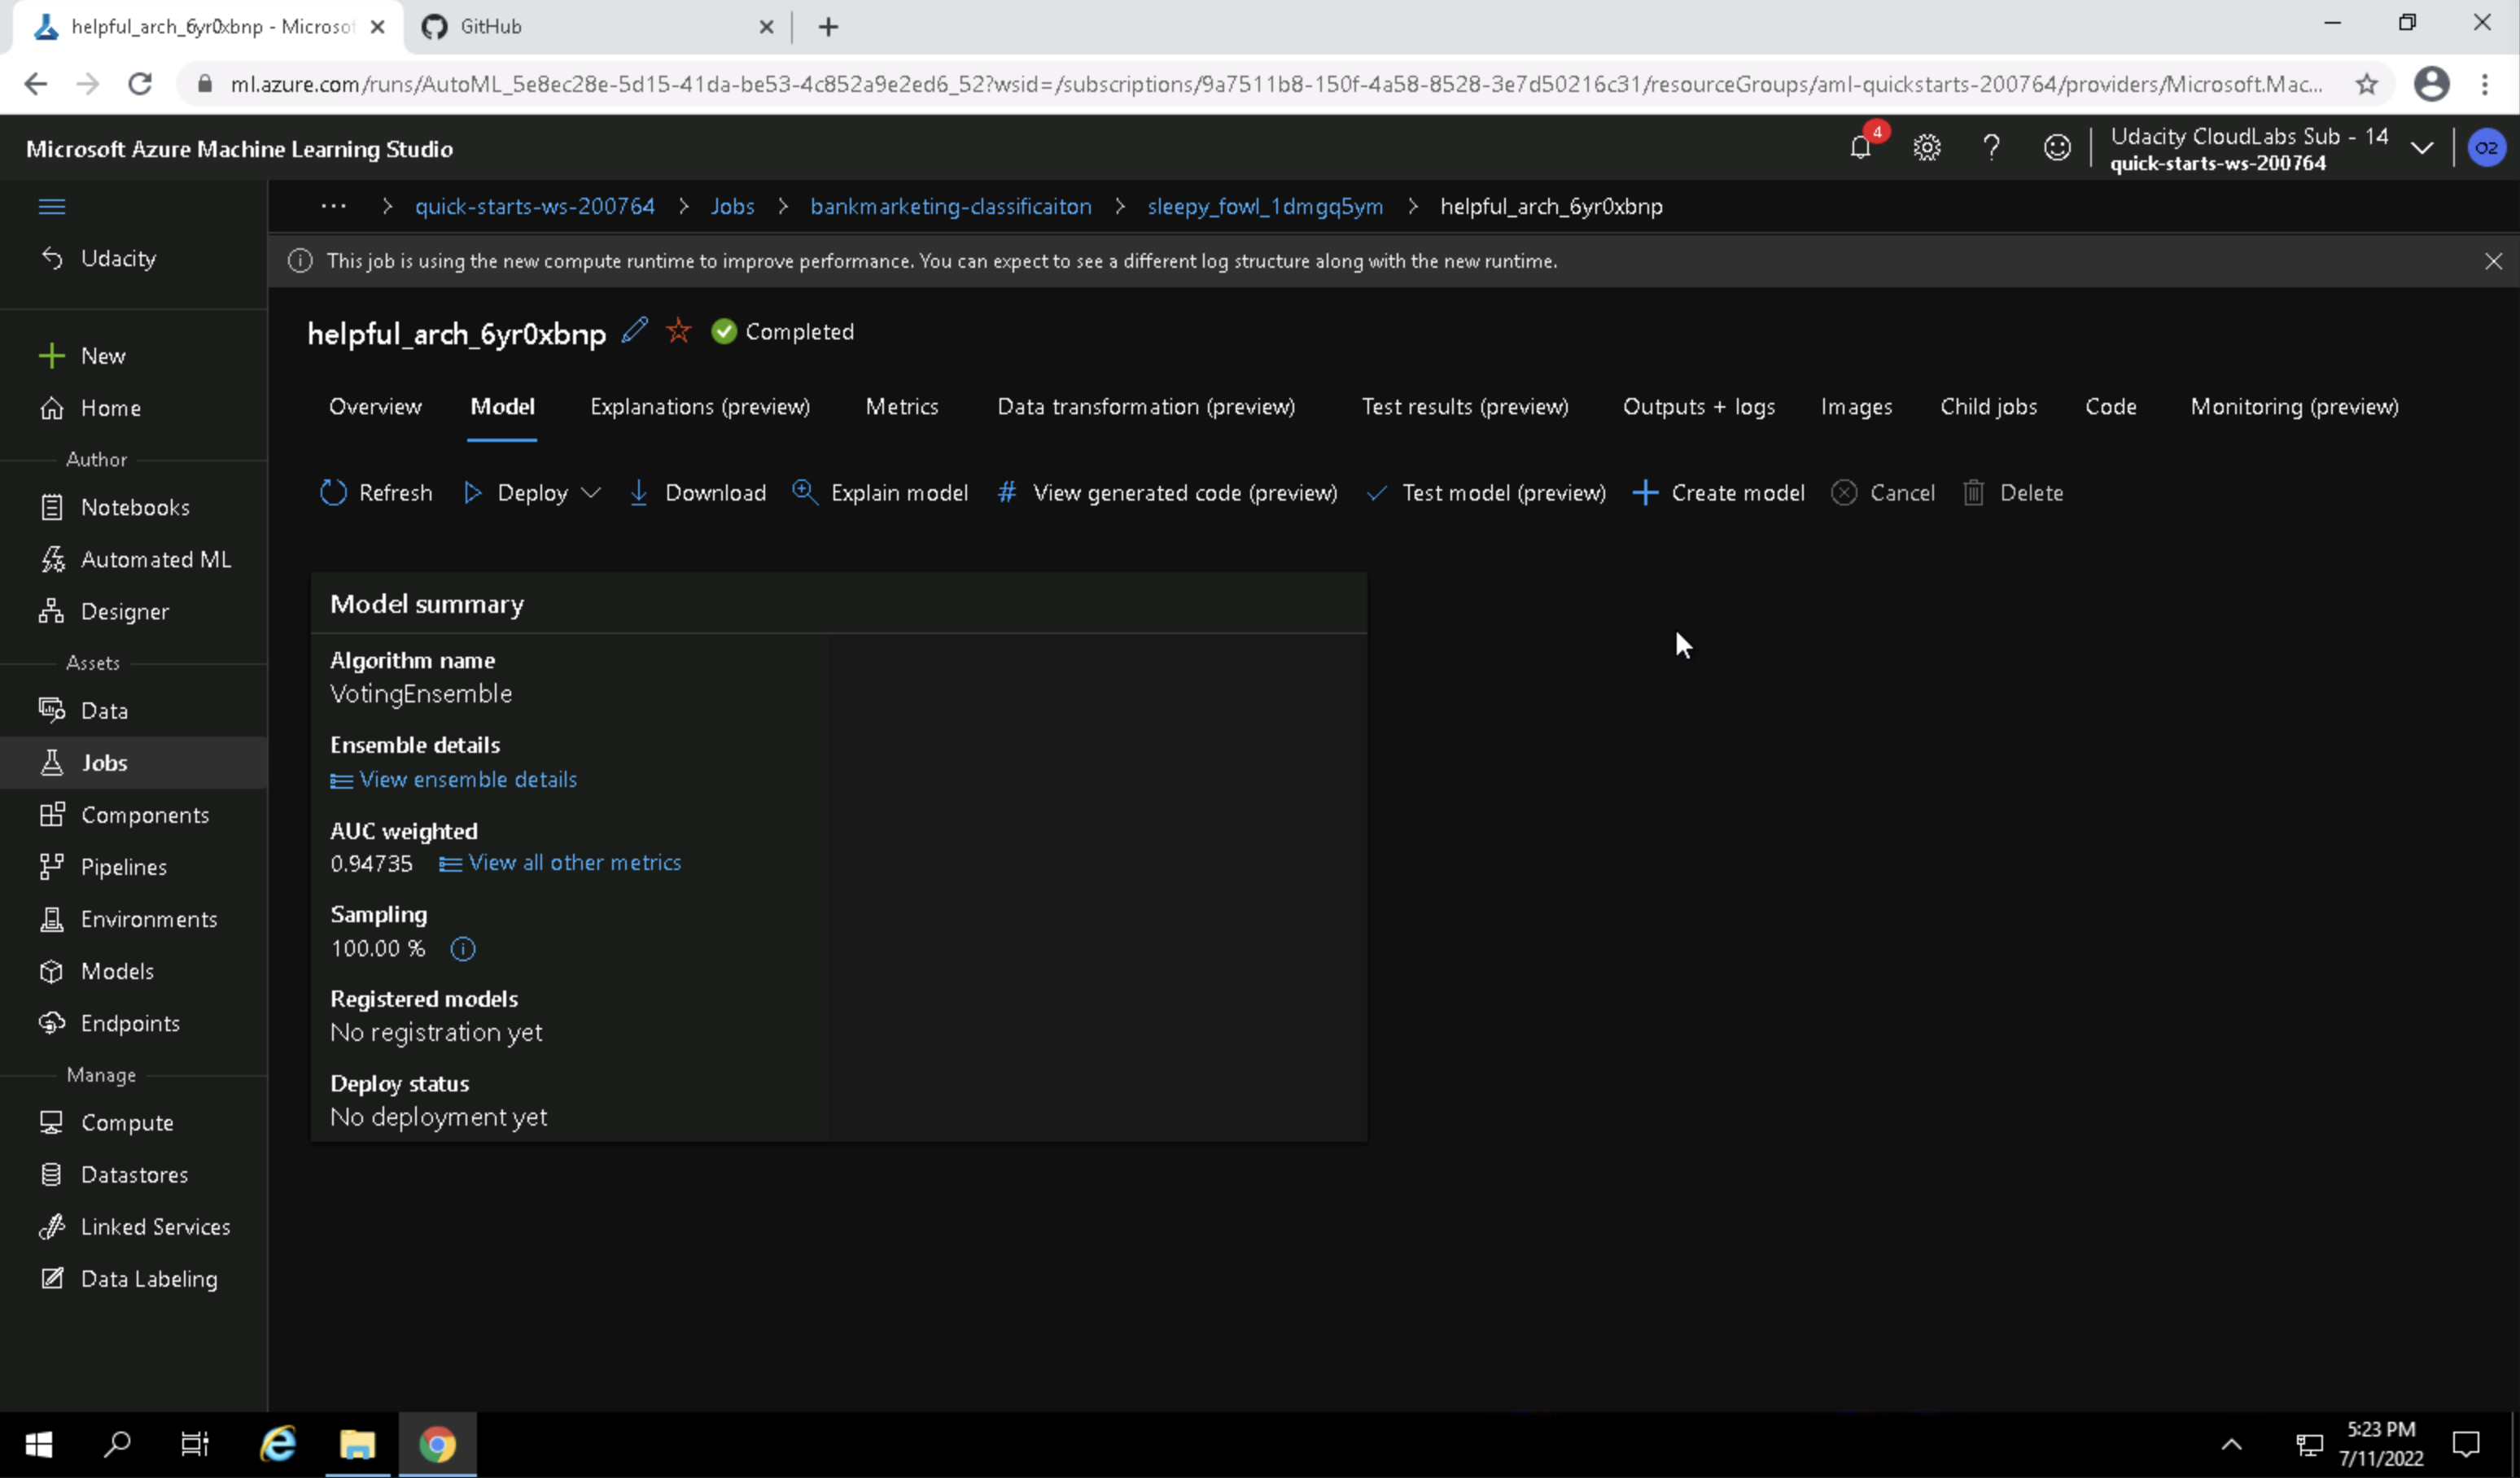 helpful_arch_6yr0xbnp - Microsof
GitHub
ml.azure.com/runs/AutoML_5e8ec28e-5d15-41da-be53-4c852a9e2ed6_52?wsid=/subscriptions/9a7511b8-150f-4a58-8528-3e7d50216c31/resourceGroups/aml-quickstarts-200764/providers/Microsoft.Mac...
Microsoft Azure Machine Learning Studio
4
Udacity CloudLabs Sub - 14
quick-starts-ws-200764
O2
Udacity
New
Home
Author
Notebooks
Automated ML
Designer
Assets
Data
Jobs
Components
Pipelines
Environments
Models
Endpoints
Manage
Compute
Datastores
Linked Services
Data Labeling
... > quick-starts-ws-200764 > Jobs > bankmarketing-classificaiton > sleepy_fowl_1dmgq5ym > helpful_arch_6yr0xbnp
This job is using the new compute runtime to improve performance. You can expect to see a different log structure along with the new runtime.
helpful_arch_6yr0xbnp Completed
Overview Model Explanations (preview) Metrics Data transformation (preview) Test results (preview) Outputs + logs Images Child jobs Code Monitoring (preview)
Refresh Deploy Download Explain model # View generated code (preview) Test model (preview) Create model Cancel Delete
Model summary
Algorithm name
VotingEnsemble
Ensemble details
View ensemble details
AUC weighted
0.94735 View all other metrics
Sampling
100.00 %
Registered models
No registration yet
Deploy status
No deployment yet
5:23 PM
7/11/2022